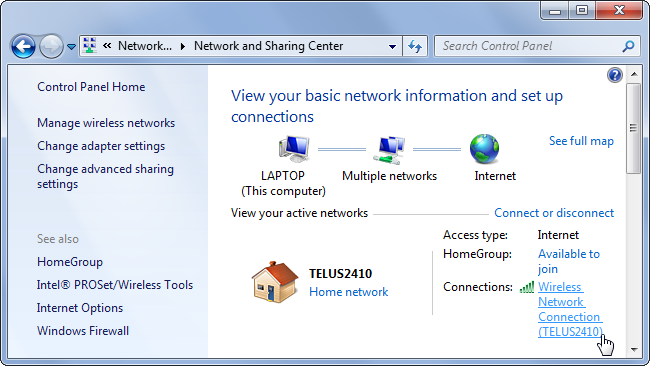 « Network... ▸ Network and Sharing Center
Search Control Panel
Control Panel Home
Manage wireless networks
Change adapter settings
Change advanced sharing
settings
See also
HomeGroup
Intel® PROSet/Wireless Tools
Internet Options
Windows Firewall
View your basic network information and set up
connections
See full map
LAPTOP
(This computer)
Multiple networks
Internet
View your active networks
Connect or disconnect
TELUS2410
Home network
Access type: Internet
HomeGroup: Available to
join
Connections: Wireless
Network
Connection
(TELUS2410)